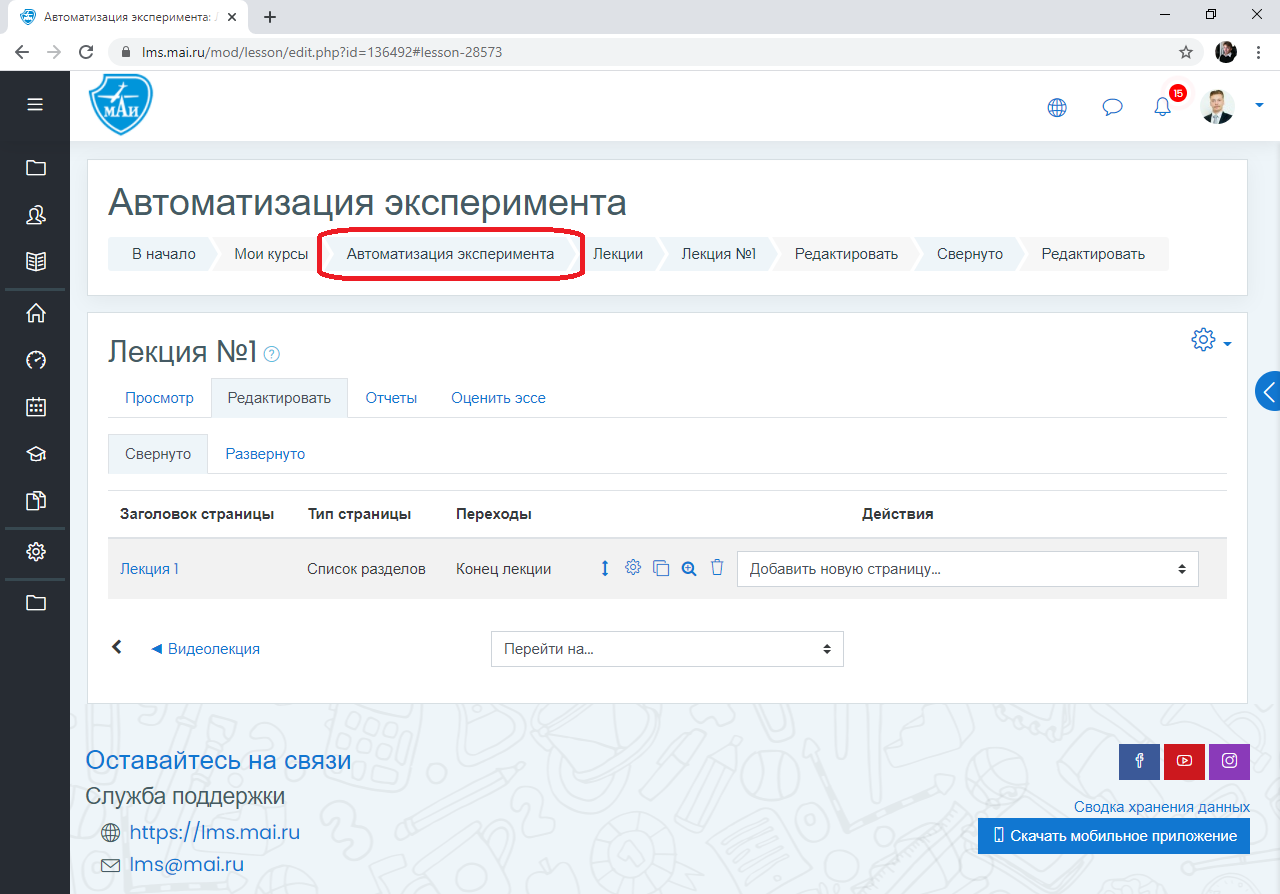 Автоматизация эксперимента: Л
lms.mai.ru/mod/lesson/edit.php?id=136492#lesson-28573
МАИ
15
Автоматизация эксперимента
В начало Мои курсы Автоматизация эксперимента Лекции Лекция №1 Редактировать Свернуто Редактировать
Лекция №1 ?
Просмотр Редактировать Отчеты Оценить эссе
Свернуто Развернуто
Заголовок страницы Тип страницы Переходы Действия
Лекция 1 Список разделов Конец лекции Добавить новую страницу...
◄ Видеолекция Перейти на...
Оставайтесь на связи
Служба поддержки
https://lms.mai.ru
lms@mai.ru
Сводка хранения данных
Скачать мобильное приложение